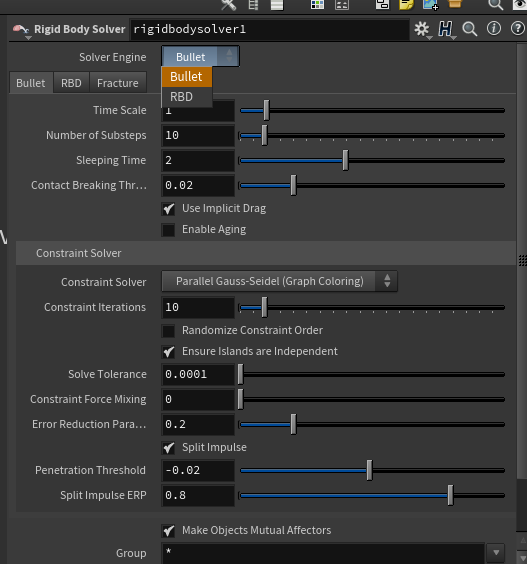 Rigid Body Solver rigidbodysolver1
Solver Engine Bullet
Bullet
RBD
Bullet RBD Fracture
Time Scale 1
Number of Substeps 10
Sleeping Time 2
Contact Breaking Thr... 0.02
Use Implicit Drag
Enable Aging
Constraint Solver
Constraint Solver Parallel Gauss-Seidel (Graph Coloring)
Constraint Iterations 10
Randomize Constraint Order
Ensure Islands are Independent
Solve Tolerance 0.0001
Constraint Force Mixing 0
Error Reduction Para... 0.2
Split Impulse
Penetration Threshold -0.02
Split Impulse ERP 0.8
Make Objects Mutual Affectors
Group *